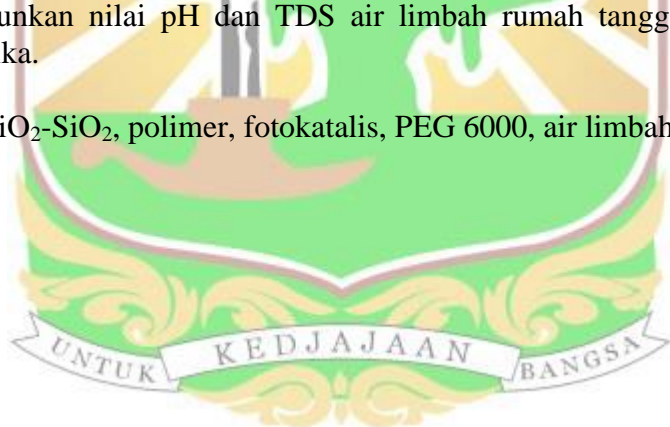 unkan nilai pH dan TDS air limbah rumah tangg
ka.
iO₂-SiO₂, polimer, fotokatalis, PEG 6000, air limbah
UNTUK KEDJAJAAN BANGSA